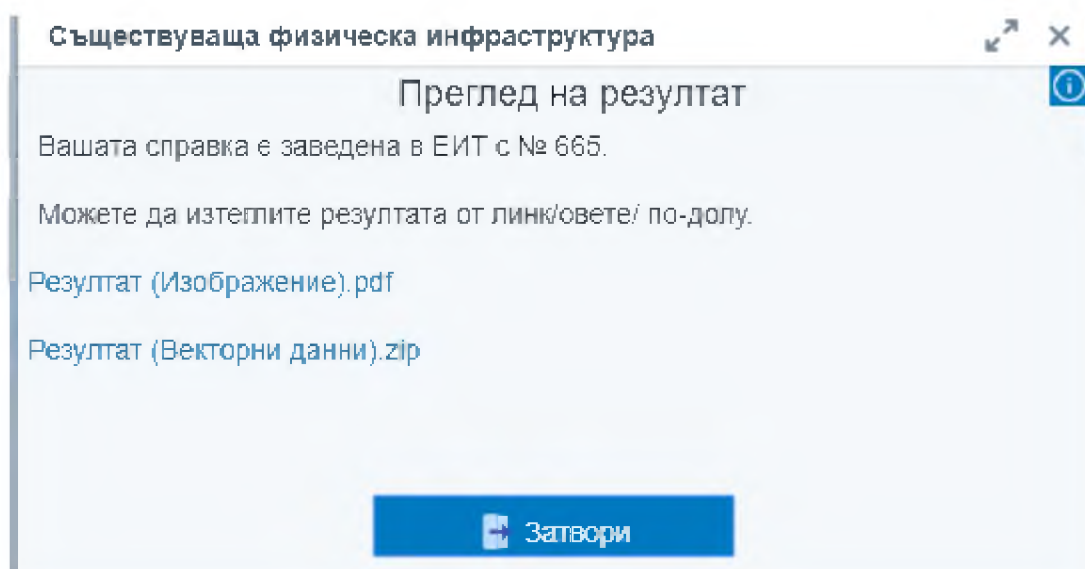 Съществуваща физическа инфраструктура
Преглед на резултат
Вашата справка е заведена в ЕИТ с № 665.
Можете да изтеглите резултата от линк/овете/ по-долу.
Резултат (Изображение).pdf
Резултат (Векторни данни).zip
Затвори